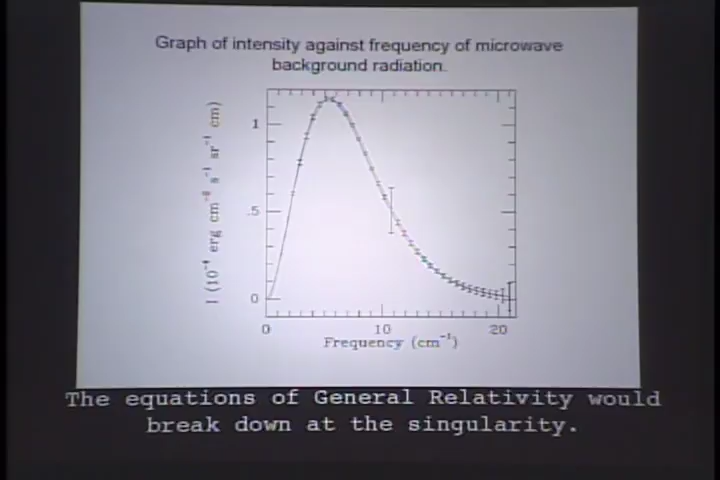 Graph of intensity against frequency of microwave
background radiation.
I (10⁻⁴ erg cm⁻² s⁻¹ sr⁻¹ cm)
1
.5
0
0 10 20
Frequency (cm⁻¹)
The equations of General Relativity would
break down at the singularity.